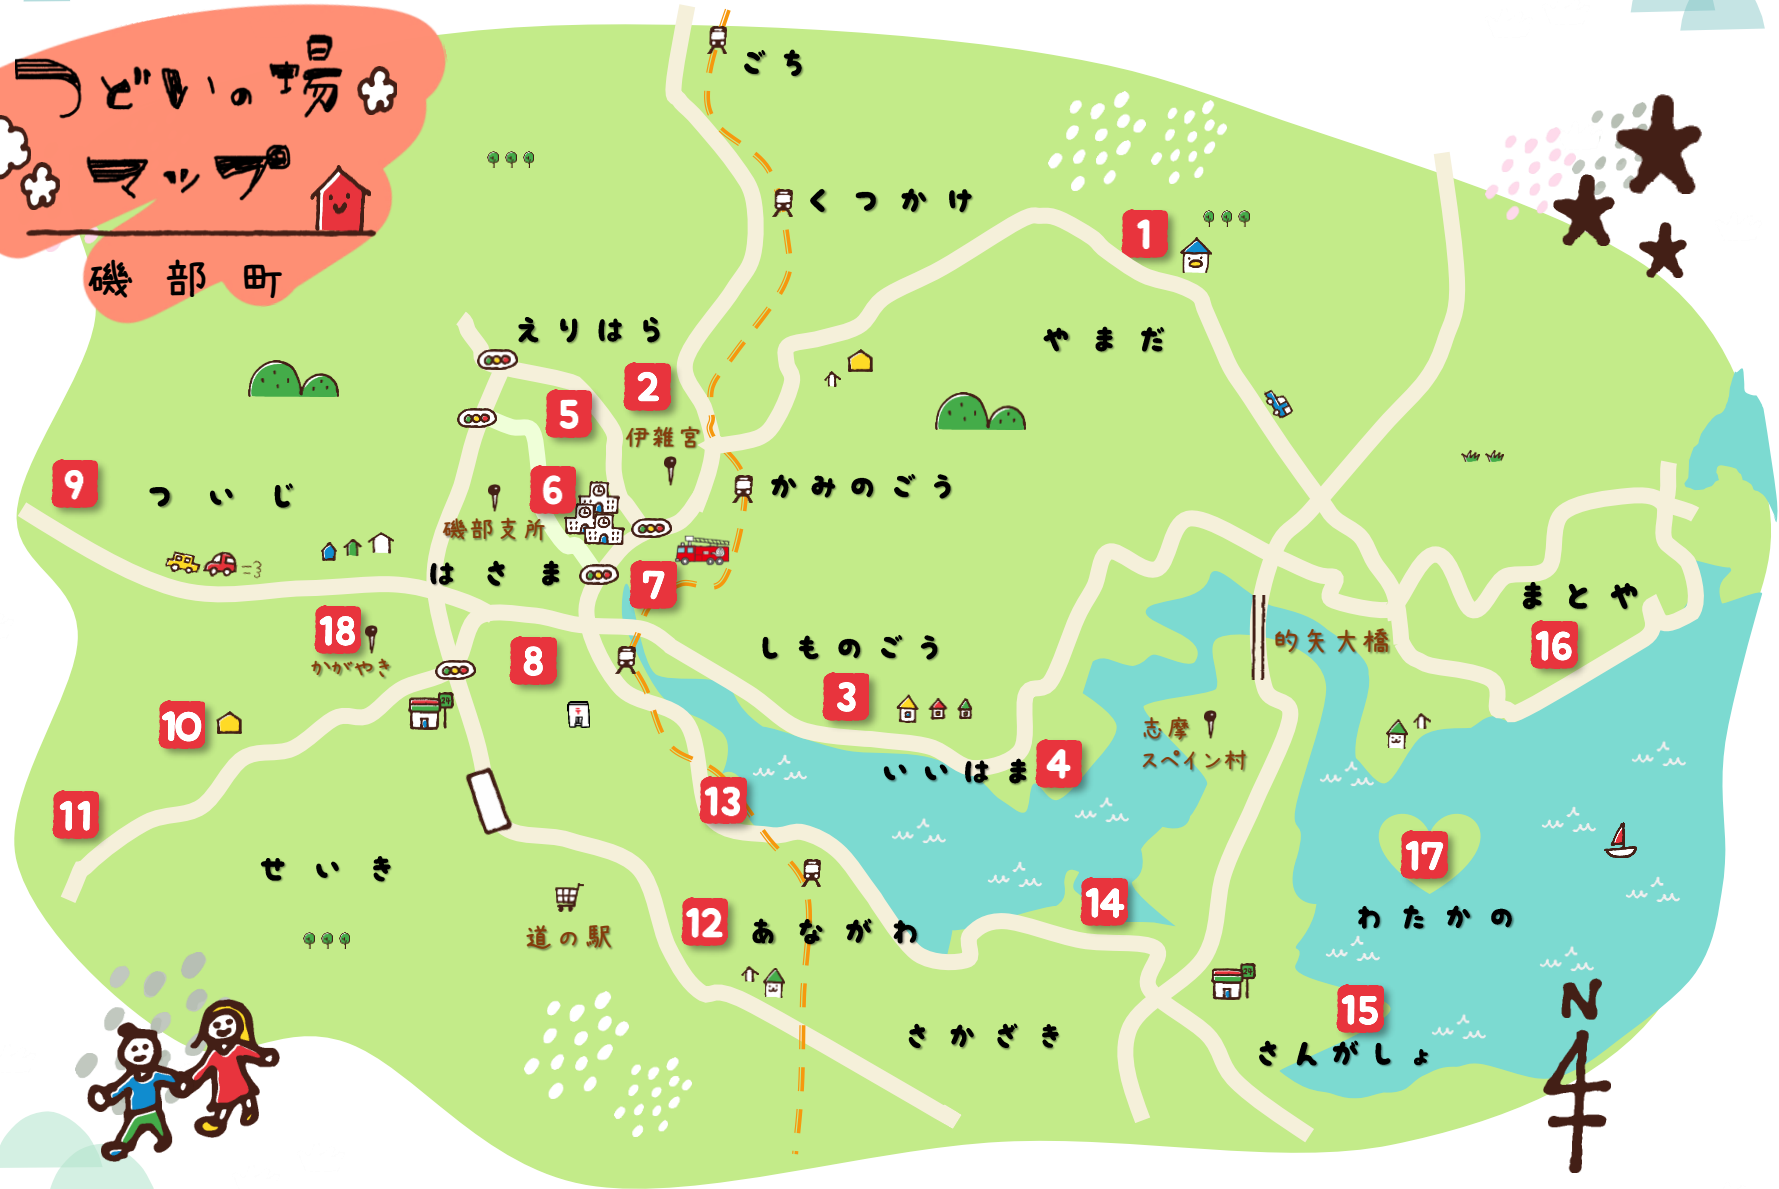 つどいの場
マップ
磯部町
ごち
くつかけ
1
やまだ
えりはら
2
5
伊雑宮
9
ついじ
6
かみのごう
磯部支所
はさま
7
まとや
18
かがやき
8
しものごう
的矢大橋
16
3
10
志摩
スペイン村
いいはま
4
11
13
17
せいき
道の駅
12
あながわ
14
わたかの
15
さかざき
さんがしょ
24
24
N